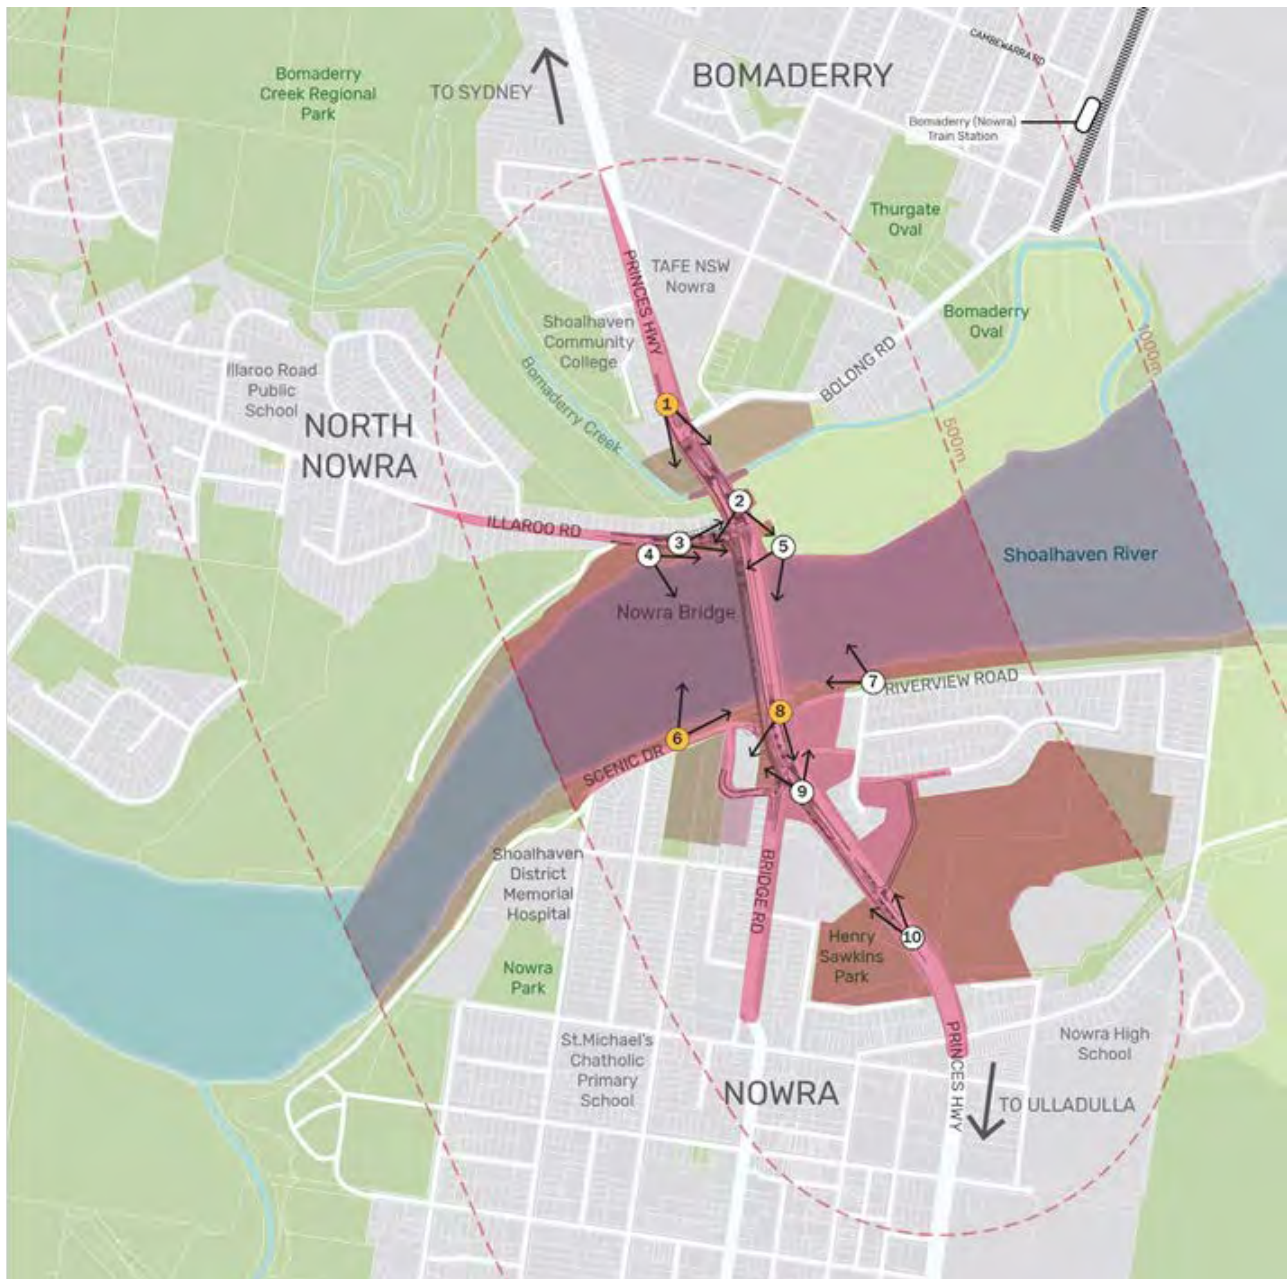 CAMBEWARRA RD
BOMADERRY
Bomaderry
Creek Regional
Park
TO SYDNEY
Bomaderry (Nowra)
Train Station
Thurgate
Oval
PRINCES HWY
TAFE NSW
Nowra
Bomaderry
Oval
Shoalhaven
Community
College
1000m
Illaroo Road
Public
School
Bomaderry Creek
BOLONG RD
1
500m
NORTH
NOWRA
2
ILLAROO RD
3
4
5
Shoalhaven River
Nowra Bridge
7
RIVERVIEW ROAD
8
6
SCENIC DR
9
Shoalhaven
District
Memorial
Hospital
BRIDGE RD
10
Henry
Sawkins
Park
Nowra
Park
St.Michael's
Chatholic
Primary
School
PRINCES HWY
Nowra High
School
NOWRA
TO ULLADULLA